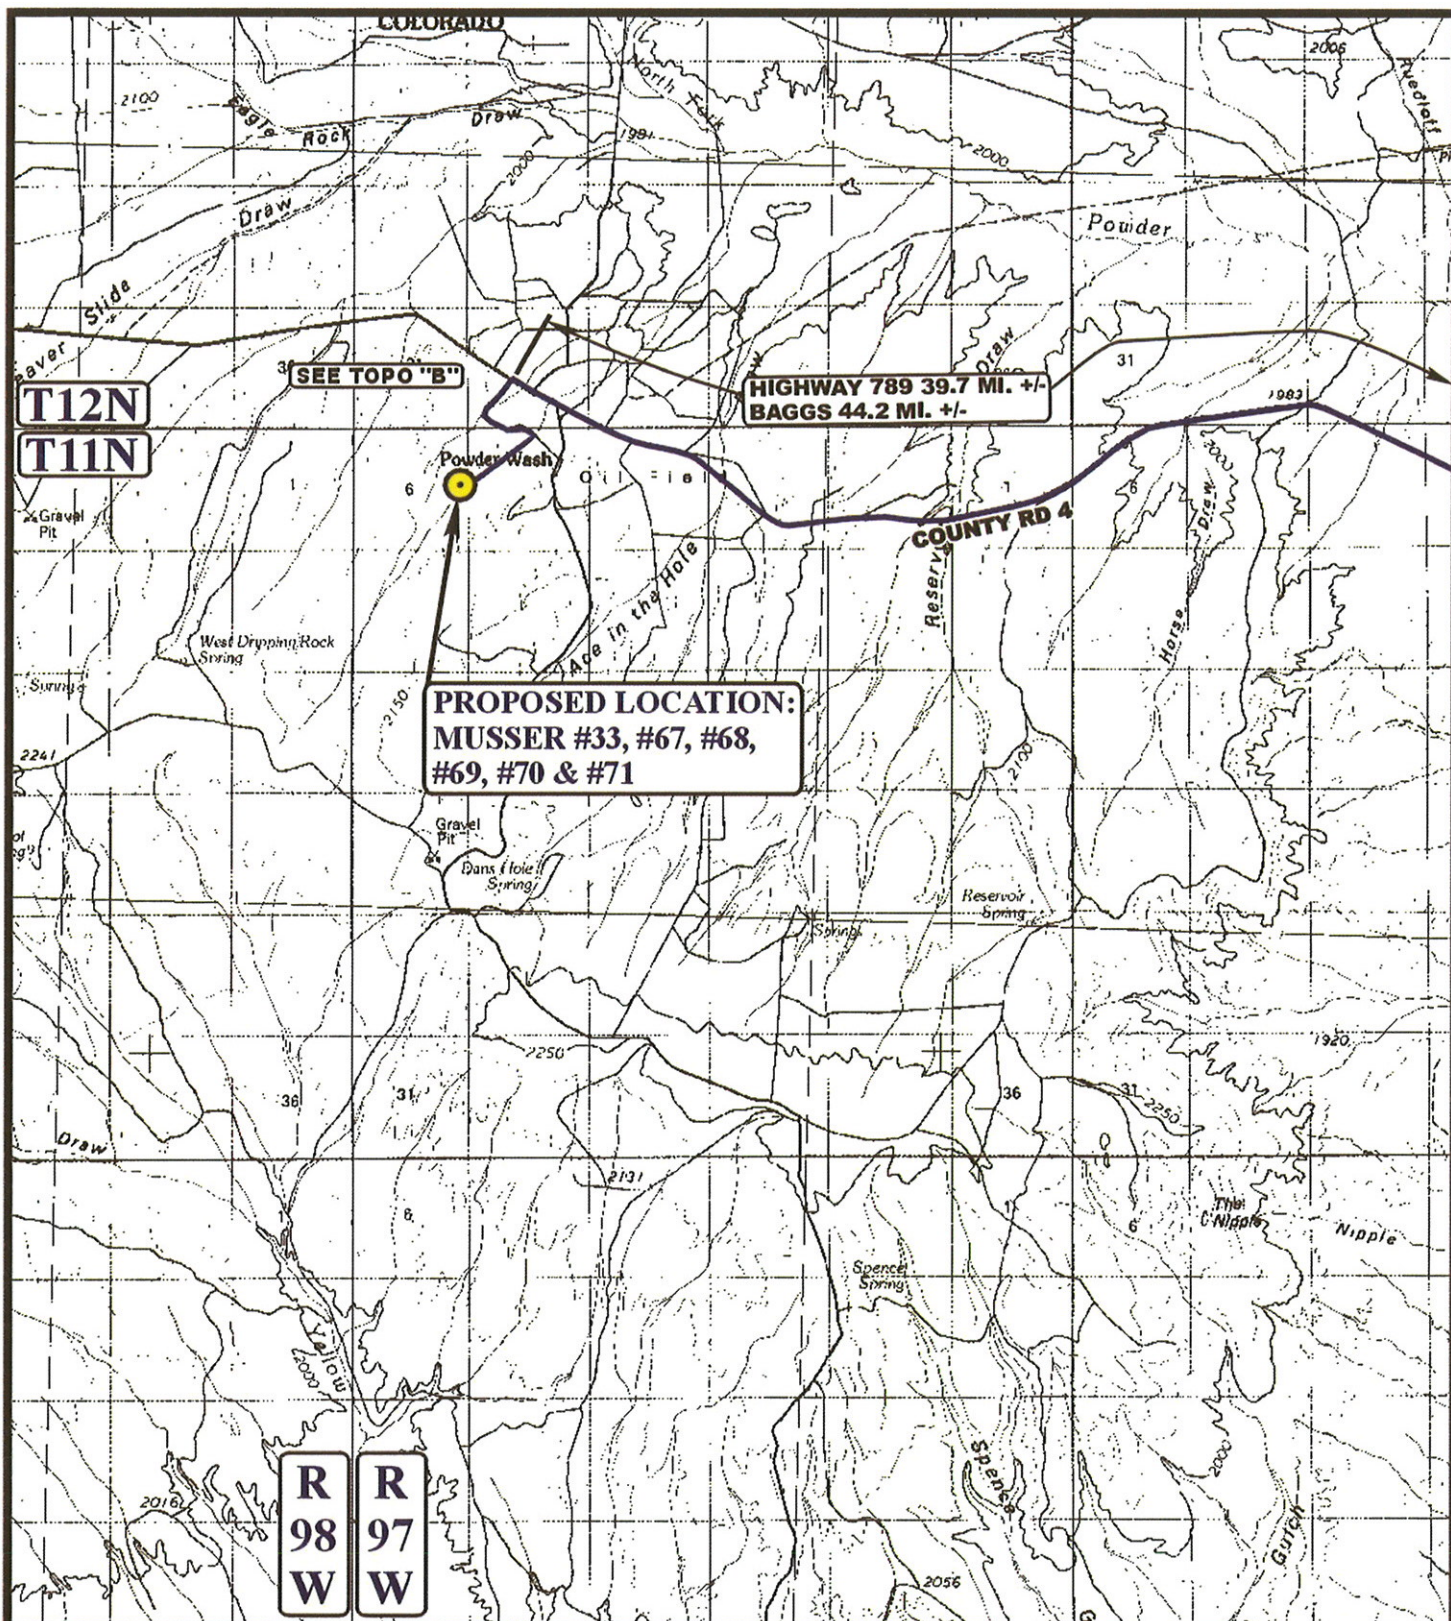 COLORADO
2006
North Fork
Ruedloff
2100
Eagle Rock Draw
1991
2000
2000
Draw
Powder
Slide
Draw
31
SEE TOPO "B"
HIGHWAY 789 39.7 MI. +/-
BAGGS 44.2 MI. +/-
T12N
T11N
1983
2000
Powder Wash
Oil Field
1
6
1
6
Gravel
Pit
COUNTY RD 4
Draw
Horse
Ace in the Hole
West Dripping Rock
Spring
Spring
2150
PROPOSED LOCATION:
MUSSER #33, #67, #68,
#69, #70 & #71
2241
2100
Gravel
Pit
Dans Hole
Spring
Reservoir
Spring
Spring
2250
1920
36
31
36
31
2250
Draw
2131
6
1
6
The
Nipple
Nipple
Spence
Spring
Yellow
2000
2000
Spence
Gulch
R
98
W
R
97
W
2016
2056